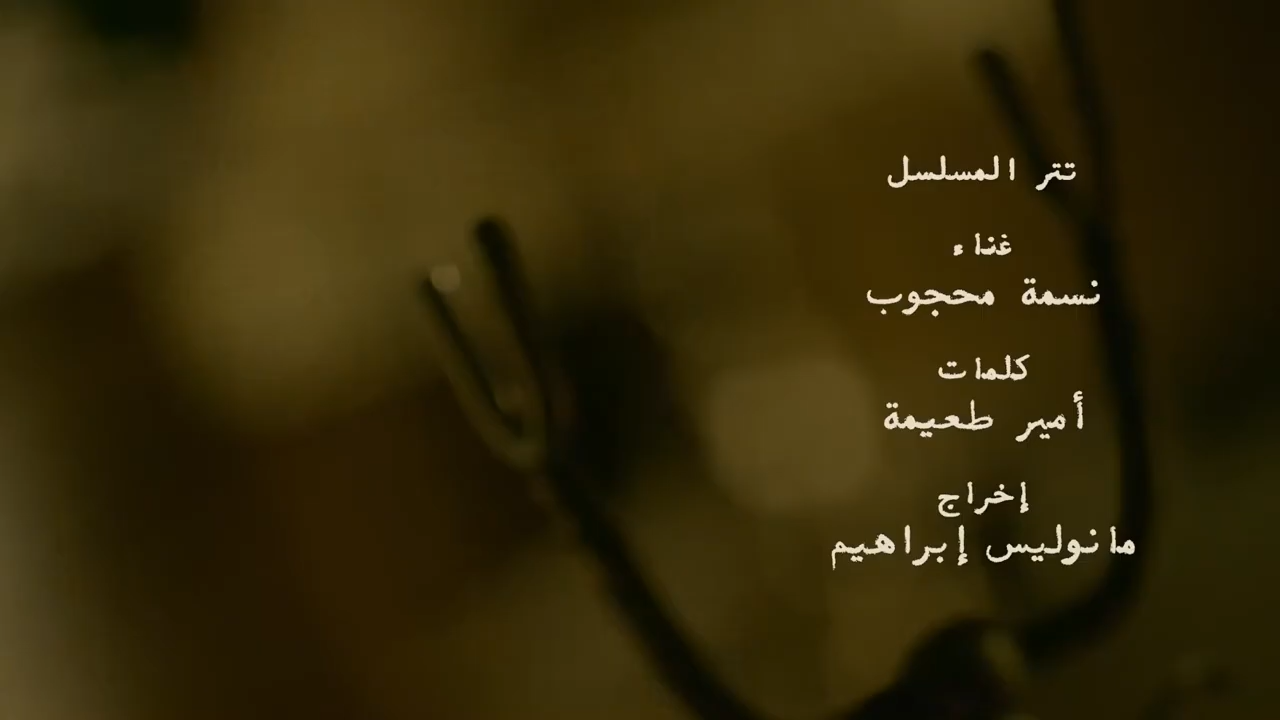 تتر المسلسل
غناء
نسمة محجوب
كلمات
أمير طعيمة
إخراج
مانوليس إبراهيم